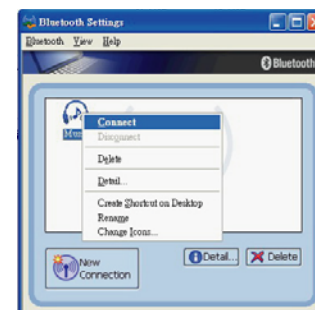 Bluetooth Settings
Bluetooth View Help
Bluetooth
Connect
Disconnect
Delete
Detail...
Create Shortcut on Desktop
Rename
Change Icons...
New
Connection
Detail...
Delete